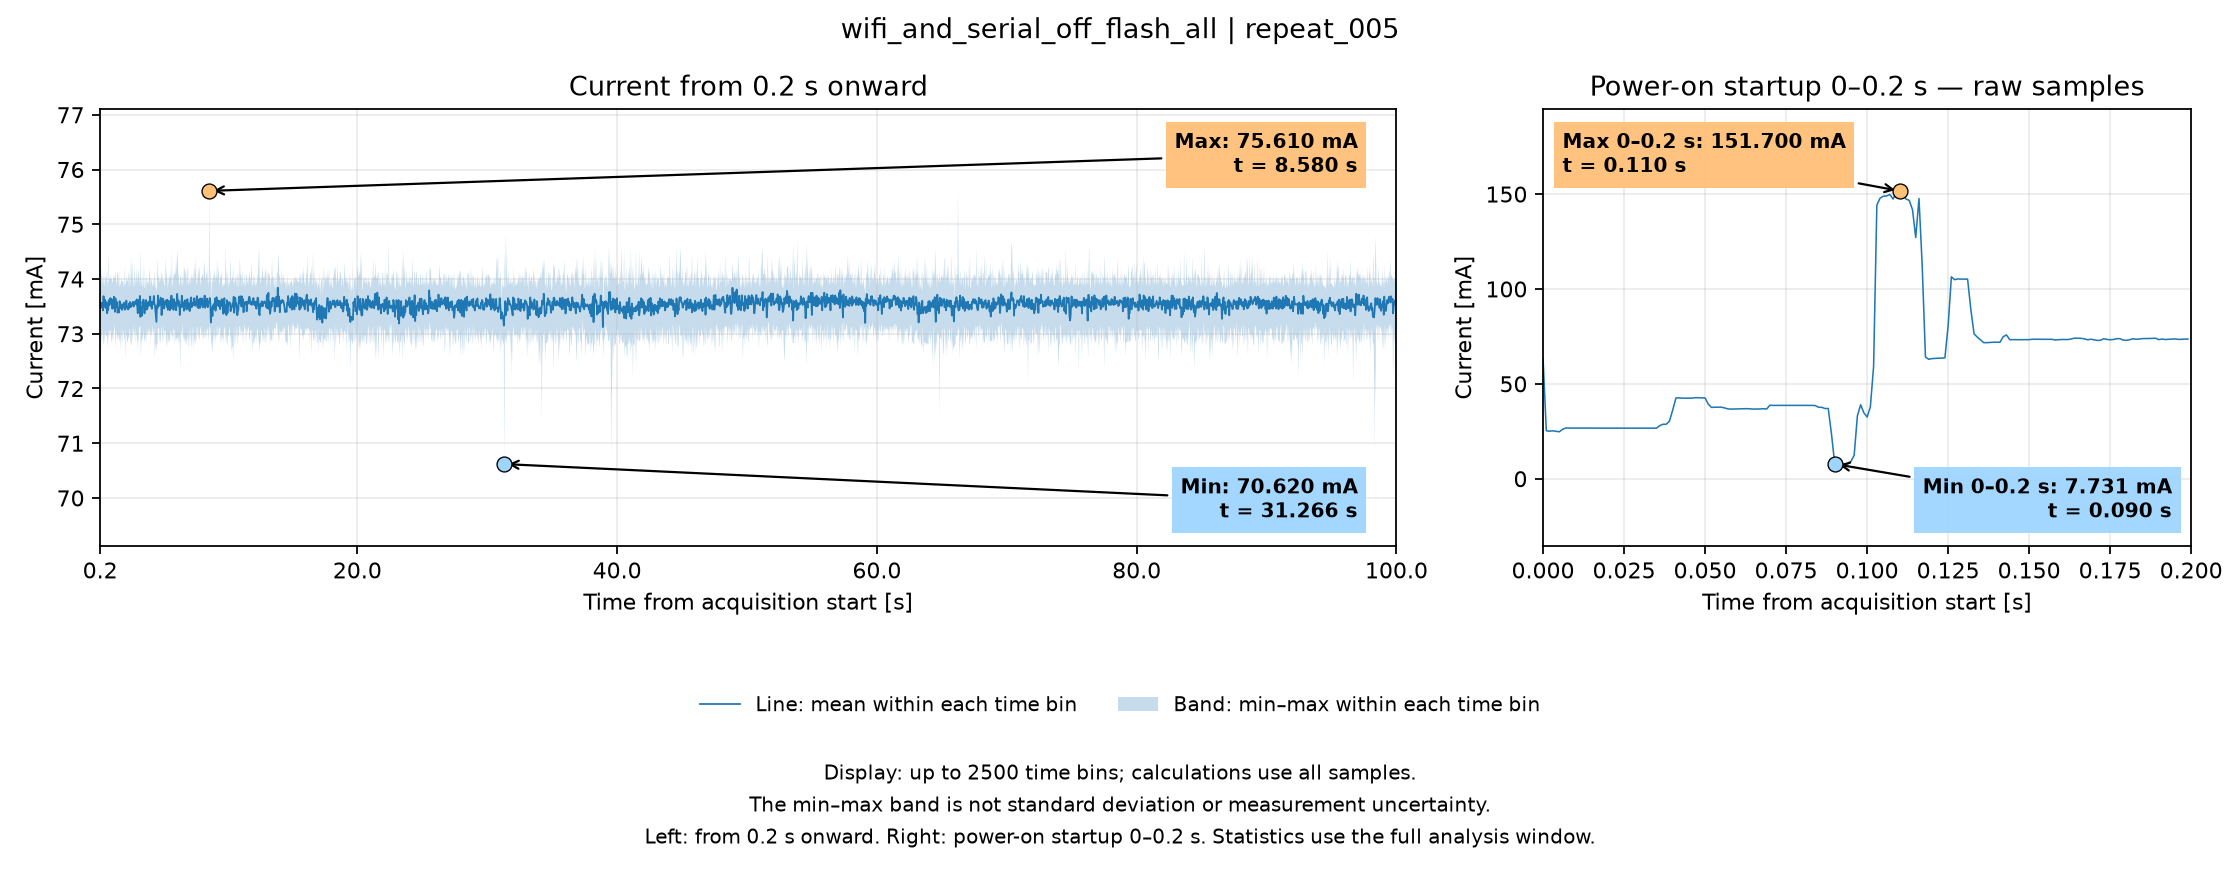 wifi_and_serial_off_flash_all | repeat_005
Current from 0.2 s onward
77
76
75
74
73
72
71
70
Current [mA]
Max: 75.610 mA
t = 8.580 s
Min: 70.620 mA
t = 31.266 s
0.2
20.0
40.0
60.0
80.0
100.0
Time from acquisition start [s]
Power-on startup 0–0.2 s — raw samples
150
100
50
0
Current [mA]
Max 0–0.2 s: 151.700 mA
t = 0.110 s
Min 0–0.2 s: 7.731 mA
t = 0.090 s
0.000
0.025
0.050
0.075
0.100
0.125
0.150
0.175
0.200
Time from acquisition start [s]
Line: mean within each time bin
Band: min–max within each time bin
Display: up to 2500 time bins; calculations use all samples.
The min–max band is not standard deviation or measurement uncertainty.
Left: from 0.2 s onward. Right: power-on startup 0–0.2 s. Statistics use the full analysis window.